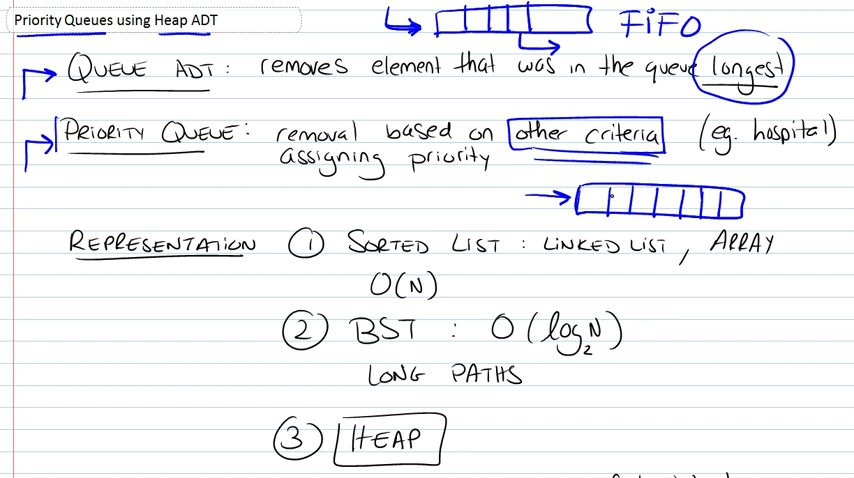 Priority Queues using Heap ADT
FiFO
QUEUE ADT: removes element that was in the queue longest
PRIORITY QUEUE: removal based on other criteria (eg. hospital)
assigning priority
REPRESENTATION ① SORTED LIST : LINKED LIST, ARRAY
O(N)
② BST : O(log₂N)
LONG PATHS
③ HEAP